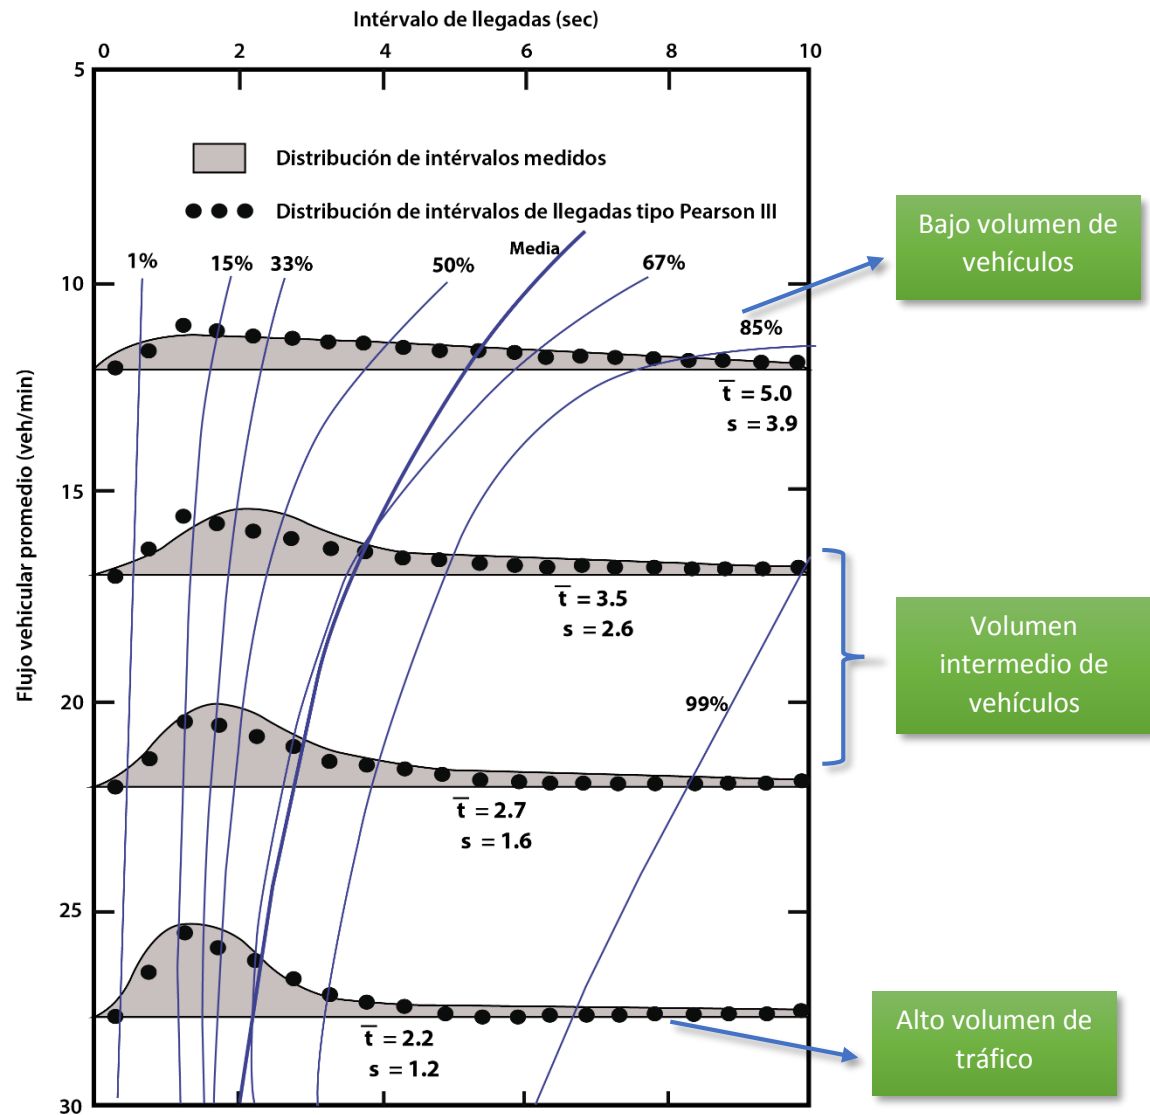 Intérvalo de llegadas (sec)
0 2 4 6 8 10
5
Distribución de intérvalos medidos
Distribución de intérvalos de llegadas tipo Pearson III
Media
1% 15% 33% 50% 67%
10
85%
t = 5.0
s = 3.9
15
t = 3.5
s = 2.6
20
99%
t = 2.7
s = 1.6
25
t = 2.2
s = 1.2
30
Flujo vehicular promedio (veh/min)
Bajo volumen de
vehículos
Volumen
intermedio de
vehículos
Alto volumen de
tráfico